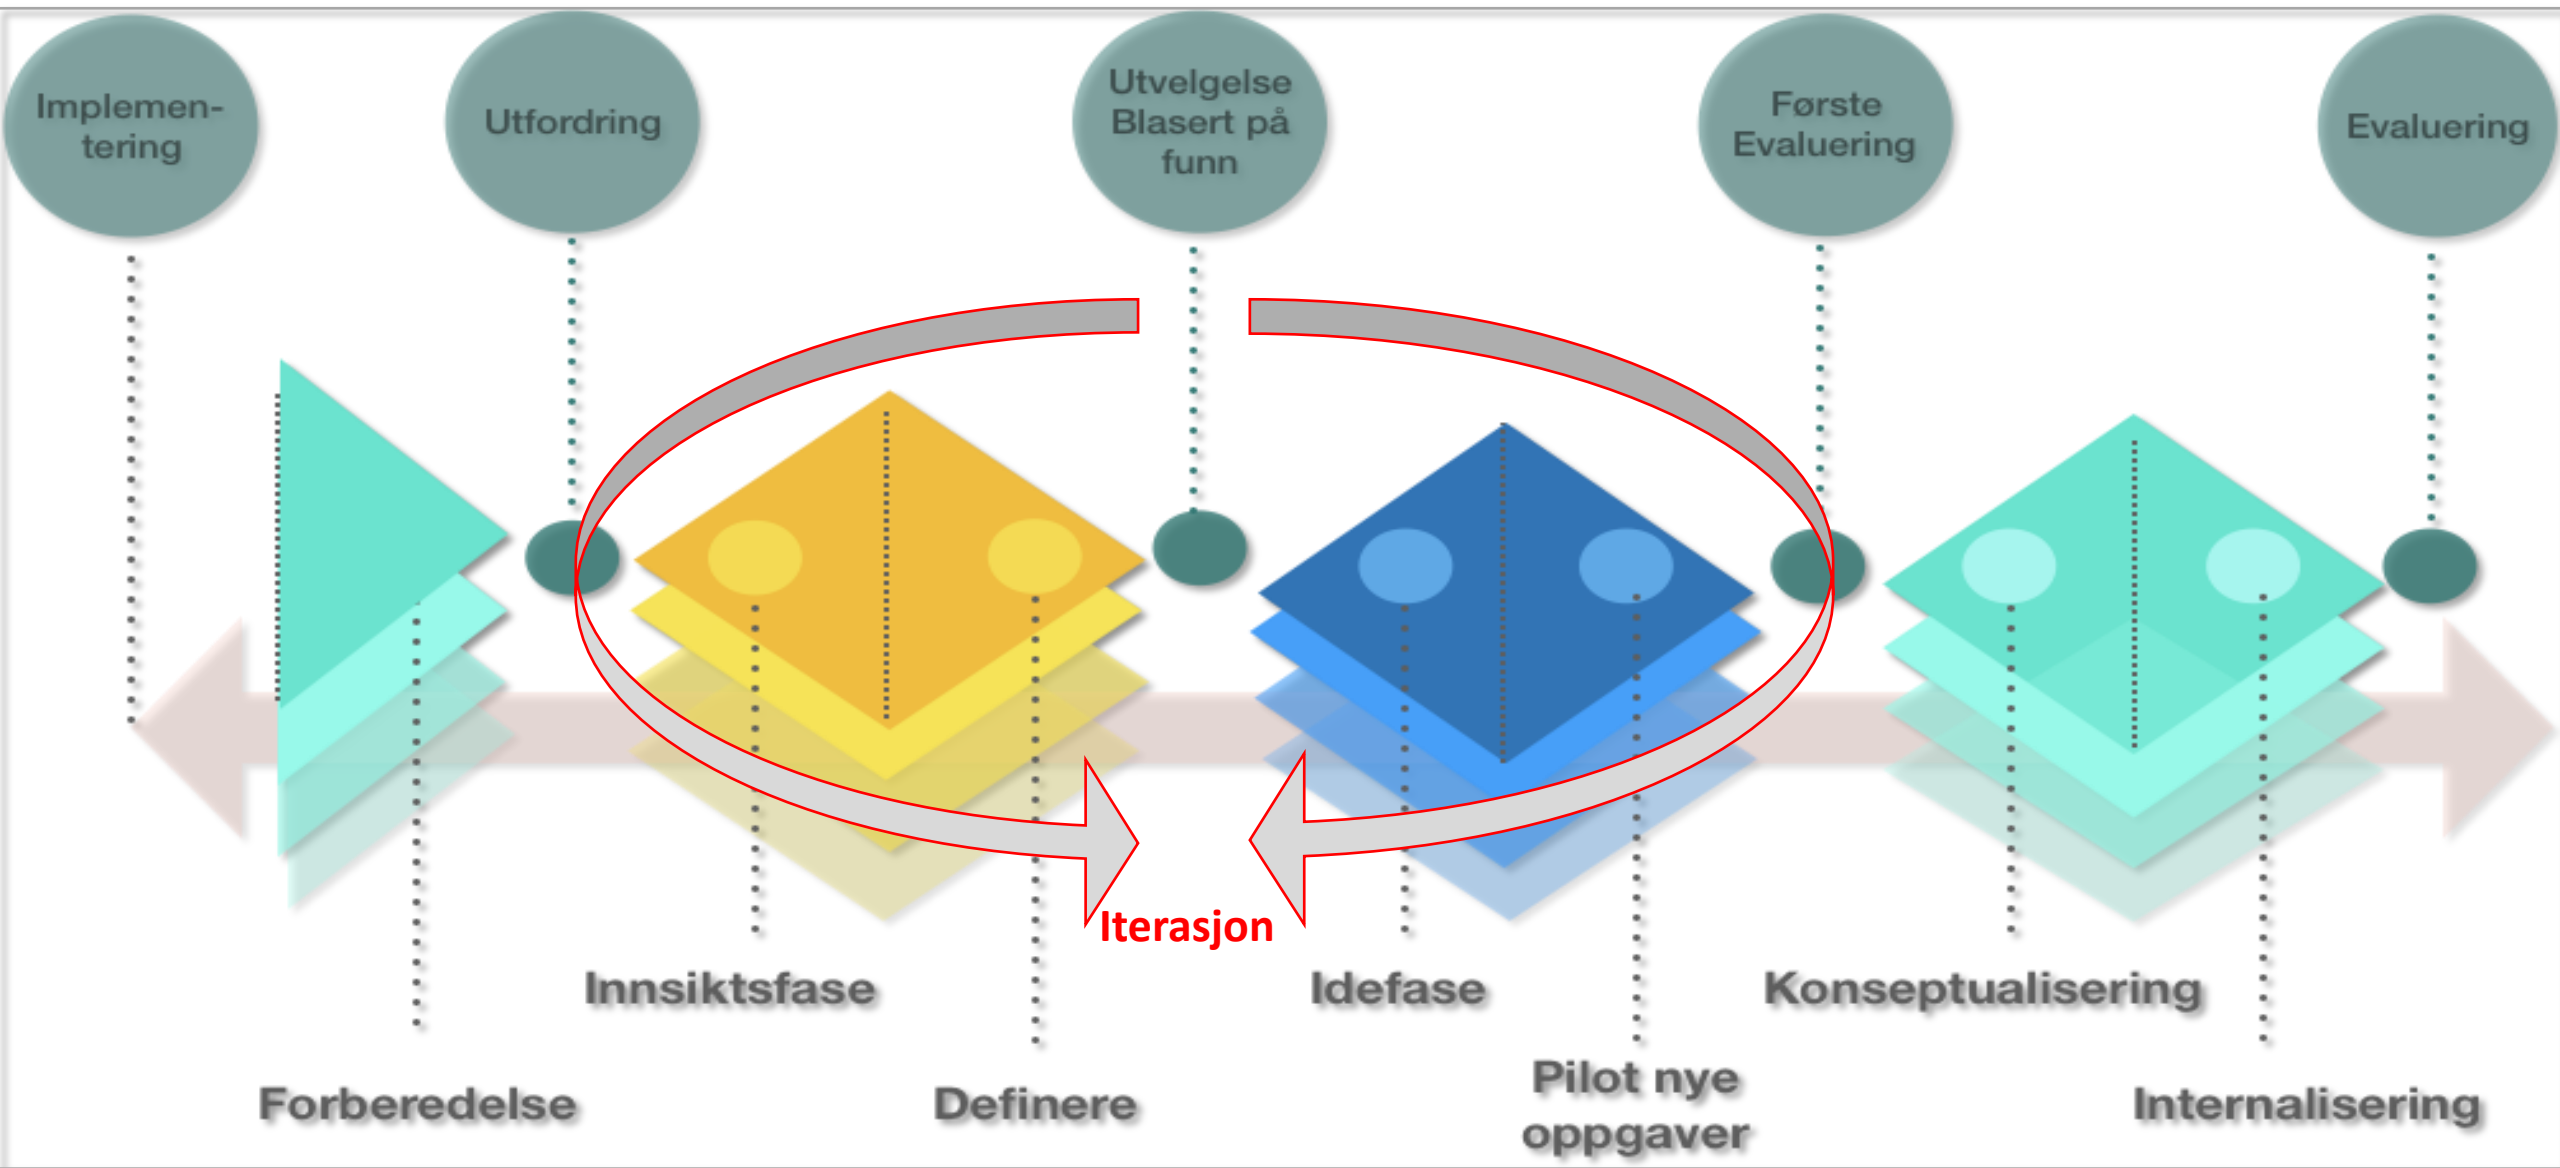 Implemen-
tering
Utfordring
Utvelgelse
Blasert på
funn
Første
Evaluering
Evaluering
Iterasjon
Innsiktsfase
Idefase
Konseptualisering
Forberedelse
Definere
Pilot nye
oppgaver
Internalisering